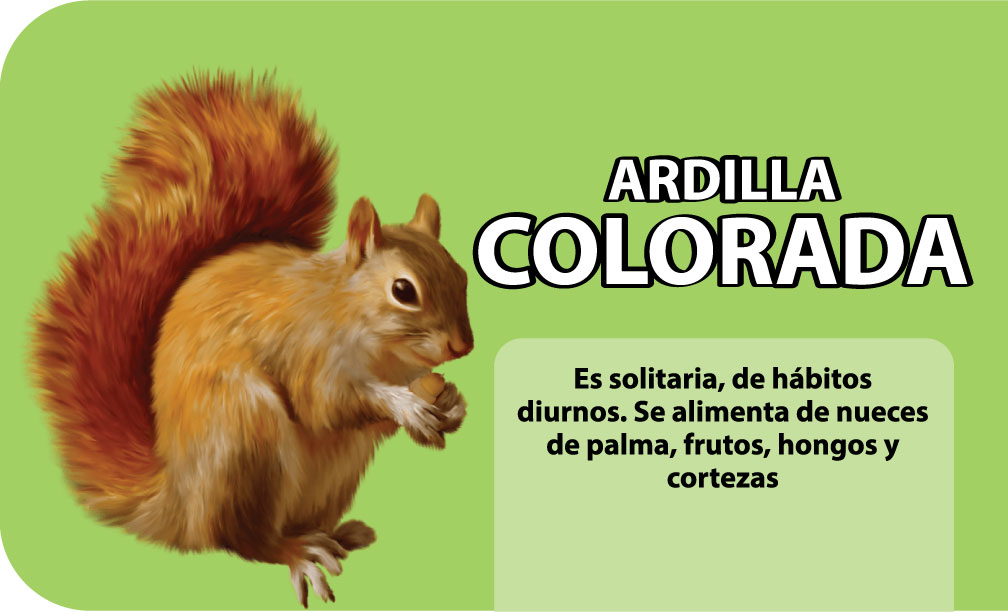 ARDILLA
COLORADA
Es solitaria, de hábitos
diurnos. Se alimenta de nueces
de palma, frutos, hongos y
cortezas